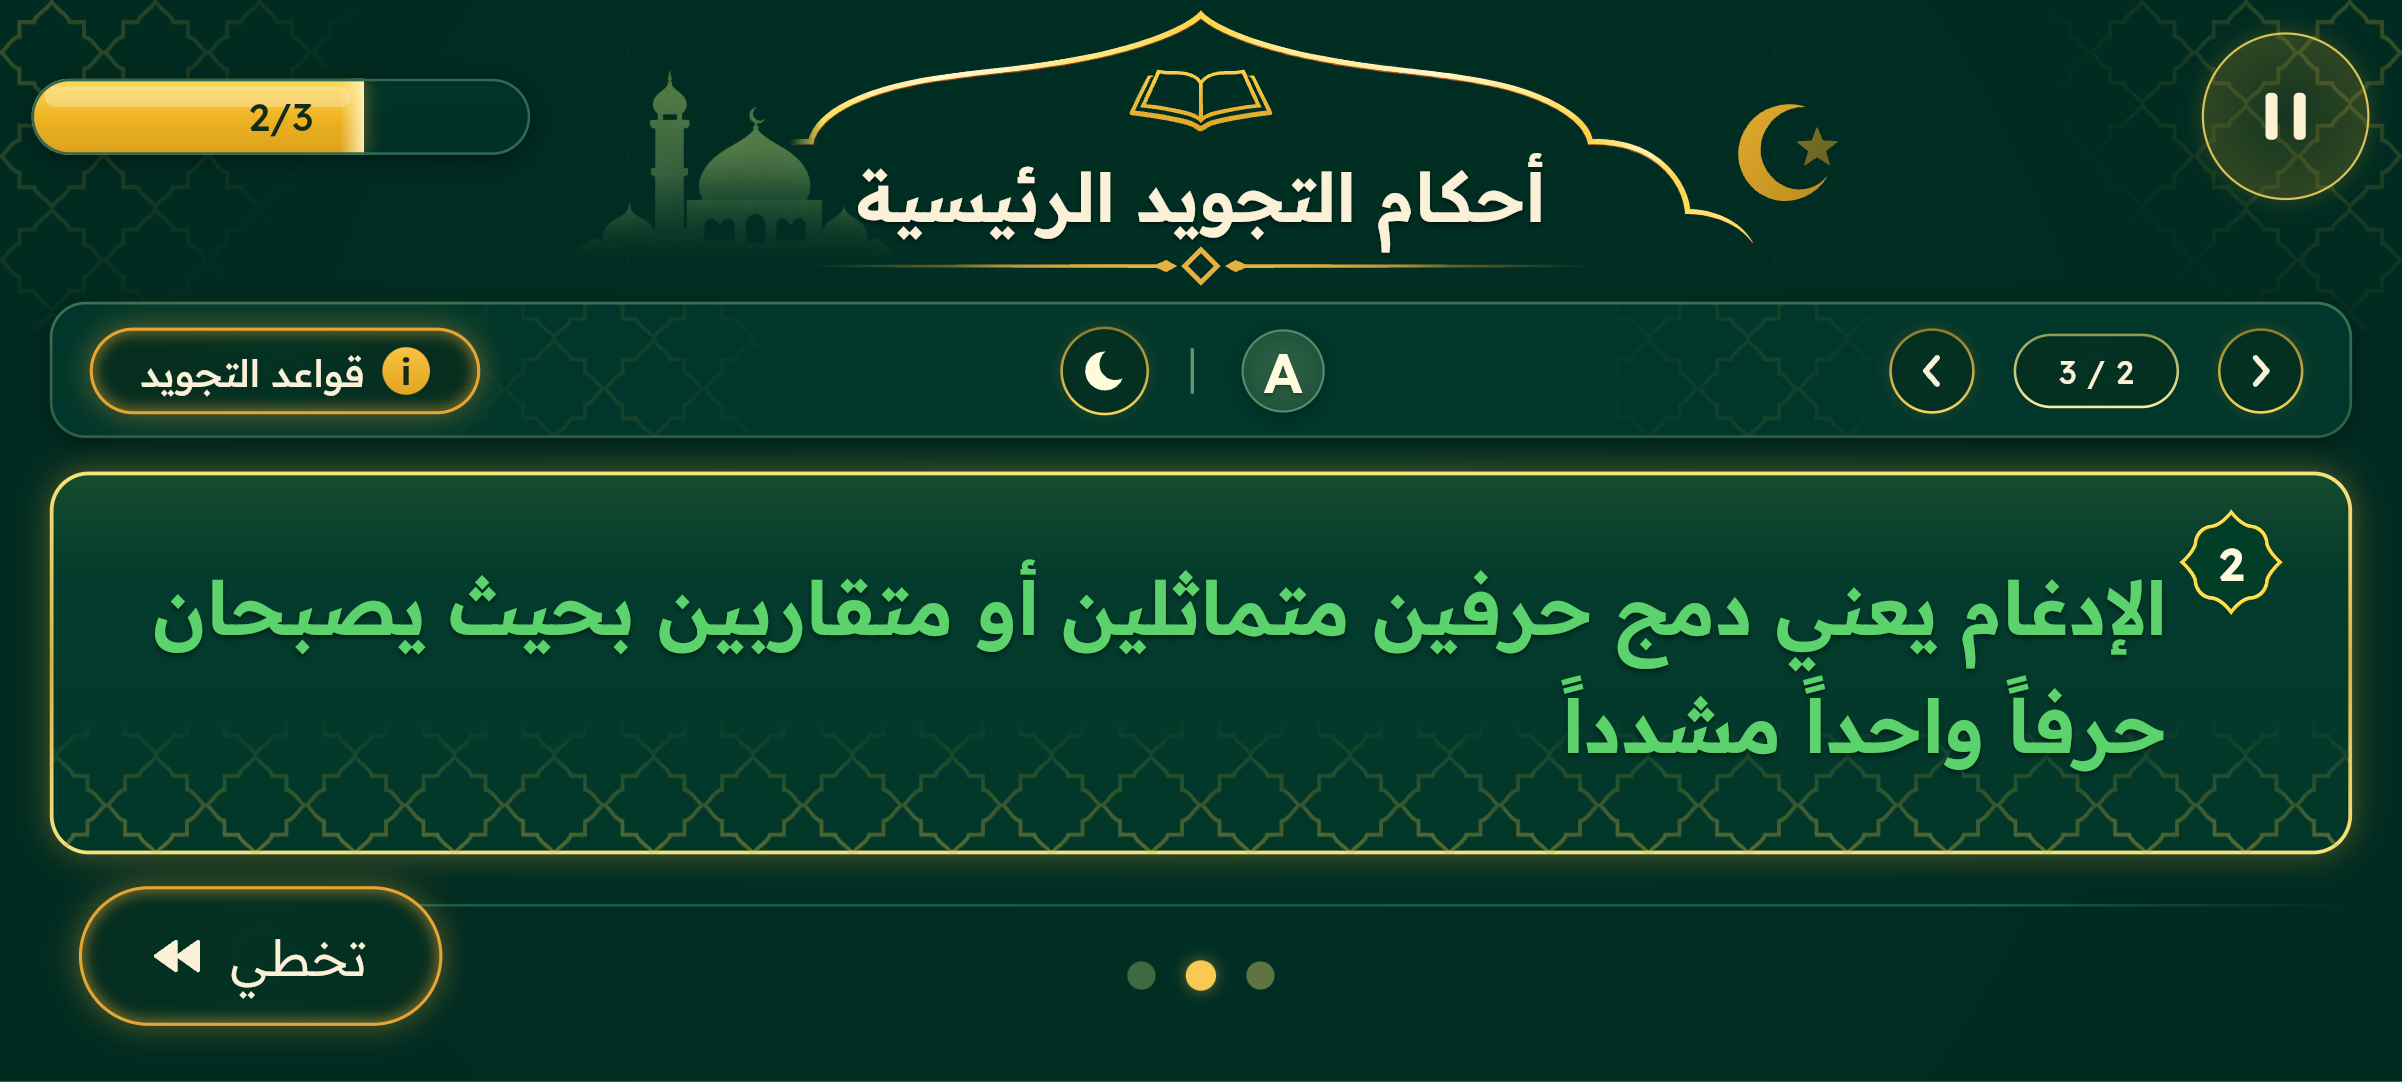 2/3
أحكام التجويد الرئيسية
3 / 2
A
قواعد التجويد
2
الإدغام يعني دمج حرفين متماثلين أو متقاربين بحيث يصبحان
حرفاً واحداً مشدداً
تخطي